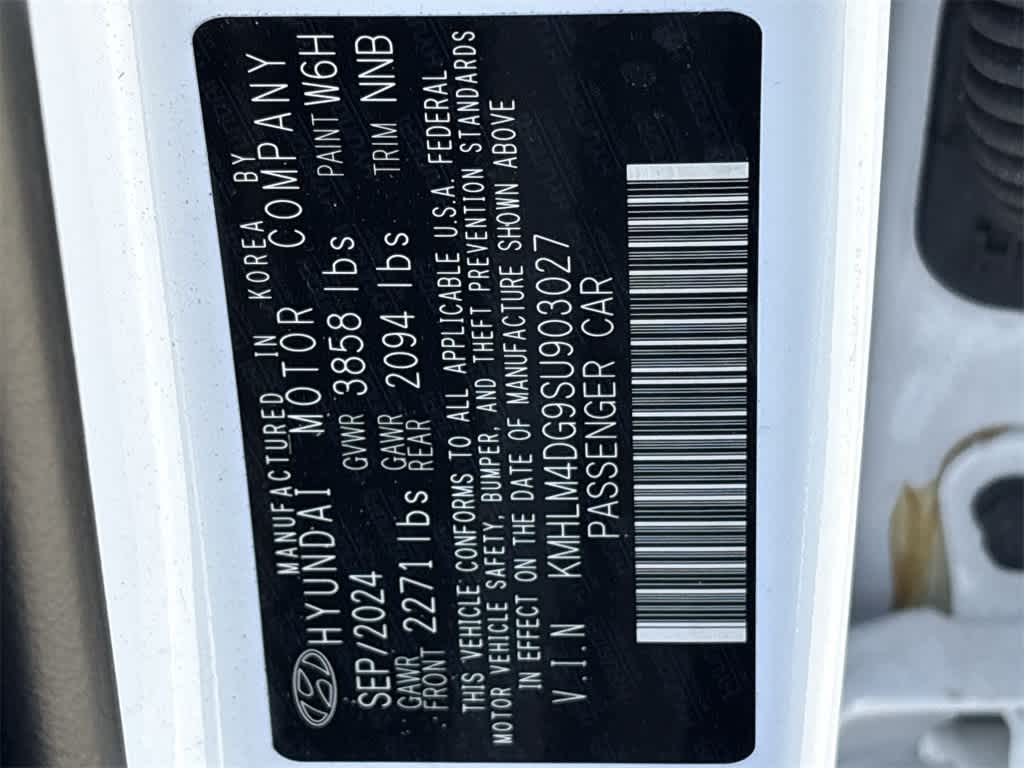 MANUFACTURED IN KOREA BY
HYUNDAI MOTOR COMPANY
SEP/2024 GVWR 3858 lbs PAINT W6H
GAWR FRONT 2271 lbs GAWR REAR 2094 lbs TRIM NNB
THIS VEHICLE CONFORMS TO ALL APPLICABLE U.S.A. FEDERAL
MOTOR VEHICLE SAFETY, BUMPER, AND THEFT PREVENTION STANDARDS
IN EFFECT ON THE DATE OF MANUFACTURE SHOWN ABOVE
V.I.N KMHLM4DG9SU903027
PASSENGER CAR